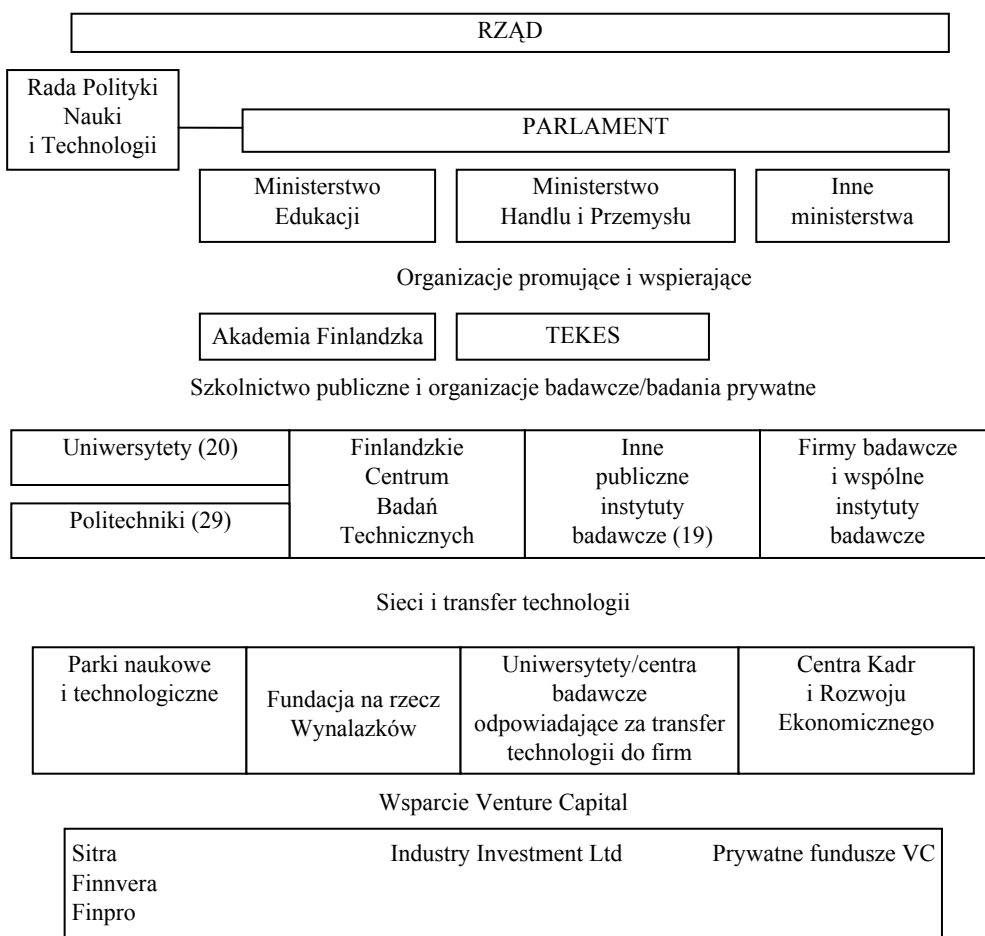 RZĄD
Rada Polityki
Nauki
i Technologii
PARLAMENT
Ministerstwo
Edukacji
Ministerstwo
Handlu i Przemysłu
Inne
ministerstwa
Organizacje promujące i wspierające
Akademia Finlandzka
TEKES
Szkolnictwo publiczne i organizacje badawcze/badania prywatne
Uniwersytety (20)
Politechniki (29)
Finlandzkie
Centrum
Badań
Technicznych
Inne
publiczne
instytuty
badawcze (19)
Firmy badawcze
i wspólne
instytuty
badawcze
Sieci i transfer technologii
Parki naukowe
i technologiczne
Fundacja na rzecz
Wynalazków
Uniwersytety/centra
badawcze
odpowiadające za transfer
technologii do firm
Centra Kadr
i Rozwoju
Ekonomicznego
Wsparcie Venture Capital
Sitra
Finnvera
Finpro
Industry Investment Ltd
Prywatne fundusze VC